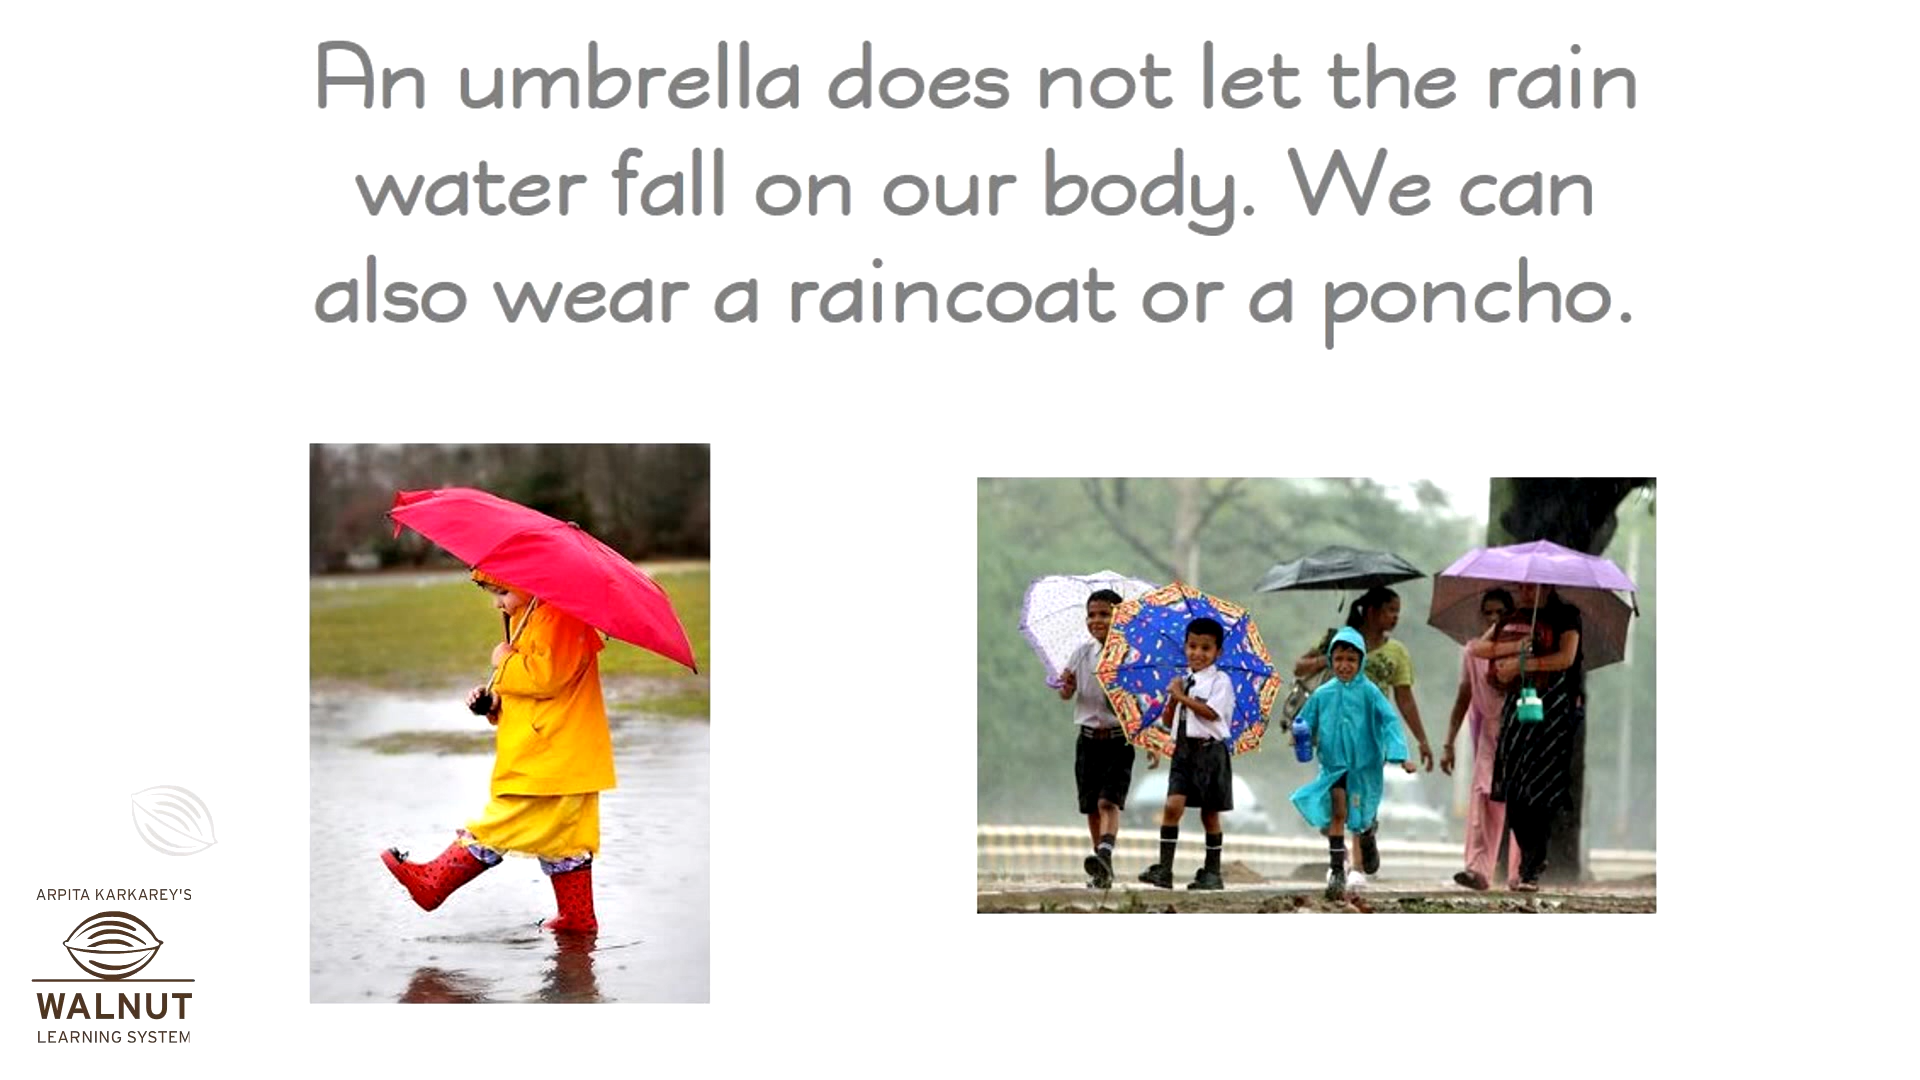 An umbrella does not let the rain
water fall on our body. We can
also wear a raincoat or a poncho.
ARPITA KARKAREY'S
WALNUT
LEARNING SYSTEM